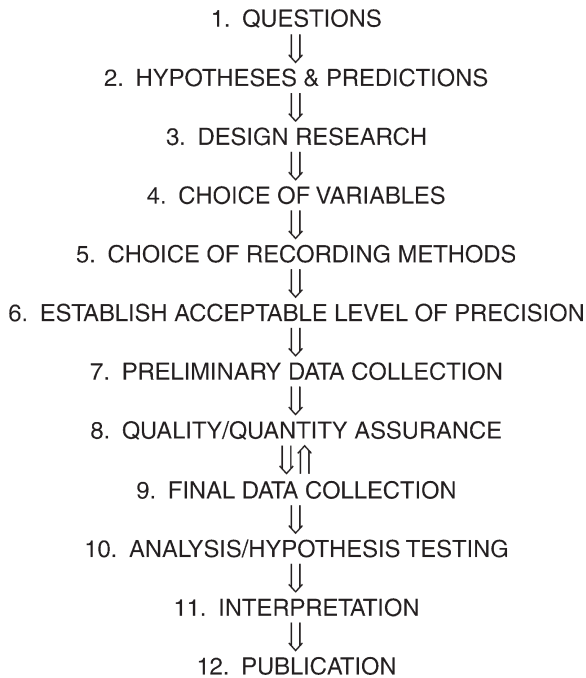 1. QUESTIONS
2. HYPOTHESES & PREDICTIONS
3. DESIGN RESEARCH
4. CHOICE OF VARIABLES
5. CHOICE OF RECORDING METHODS
6. ESTABLISH ACCEPTABLE LEVEL OF PRECISION
7. PRELIMINARY DATA COLLECTION
8. QUALITY/QUANTITY ASSURANCE
9. FINAL DATA COLLECTION
10. ANALYSIS/HYPOTHESIS TESTING
11. INTERPRETATION
12. PUBLICATION